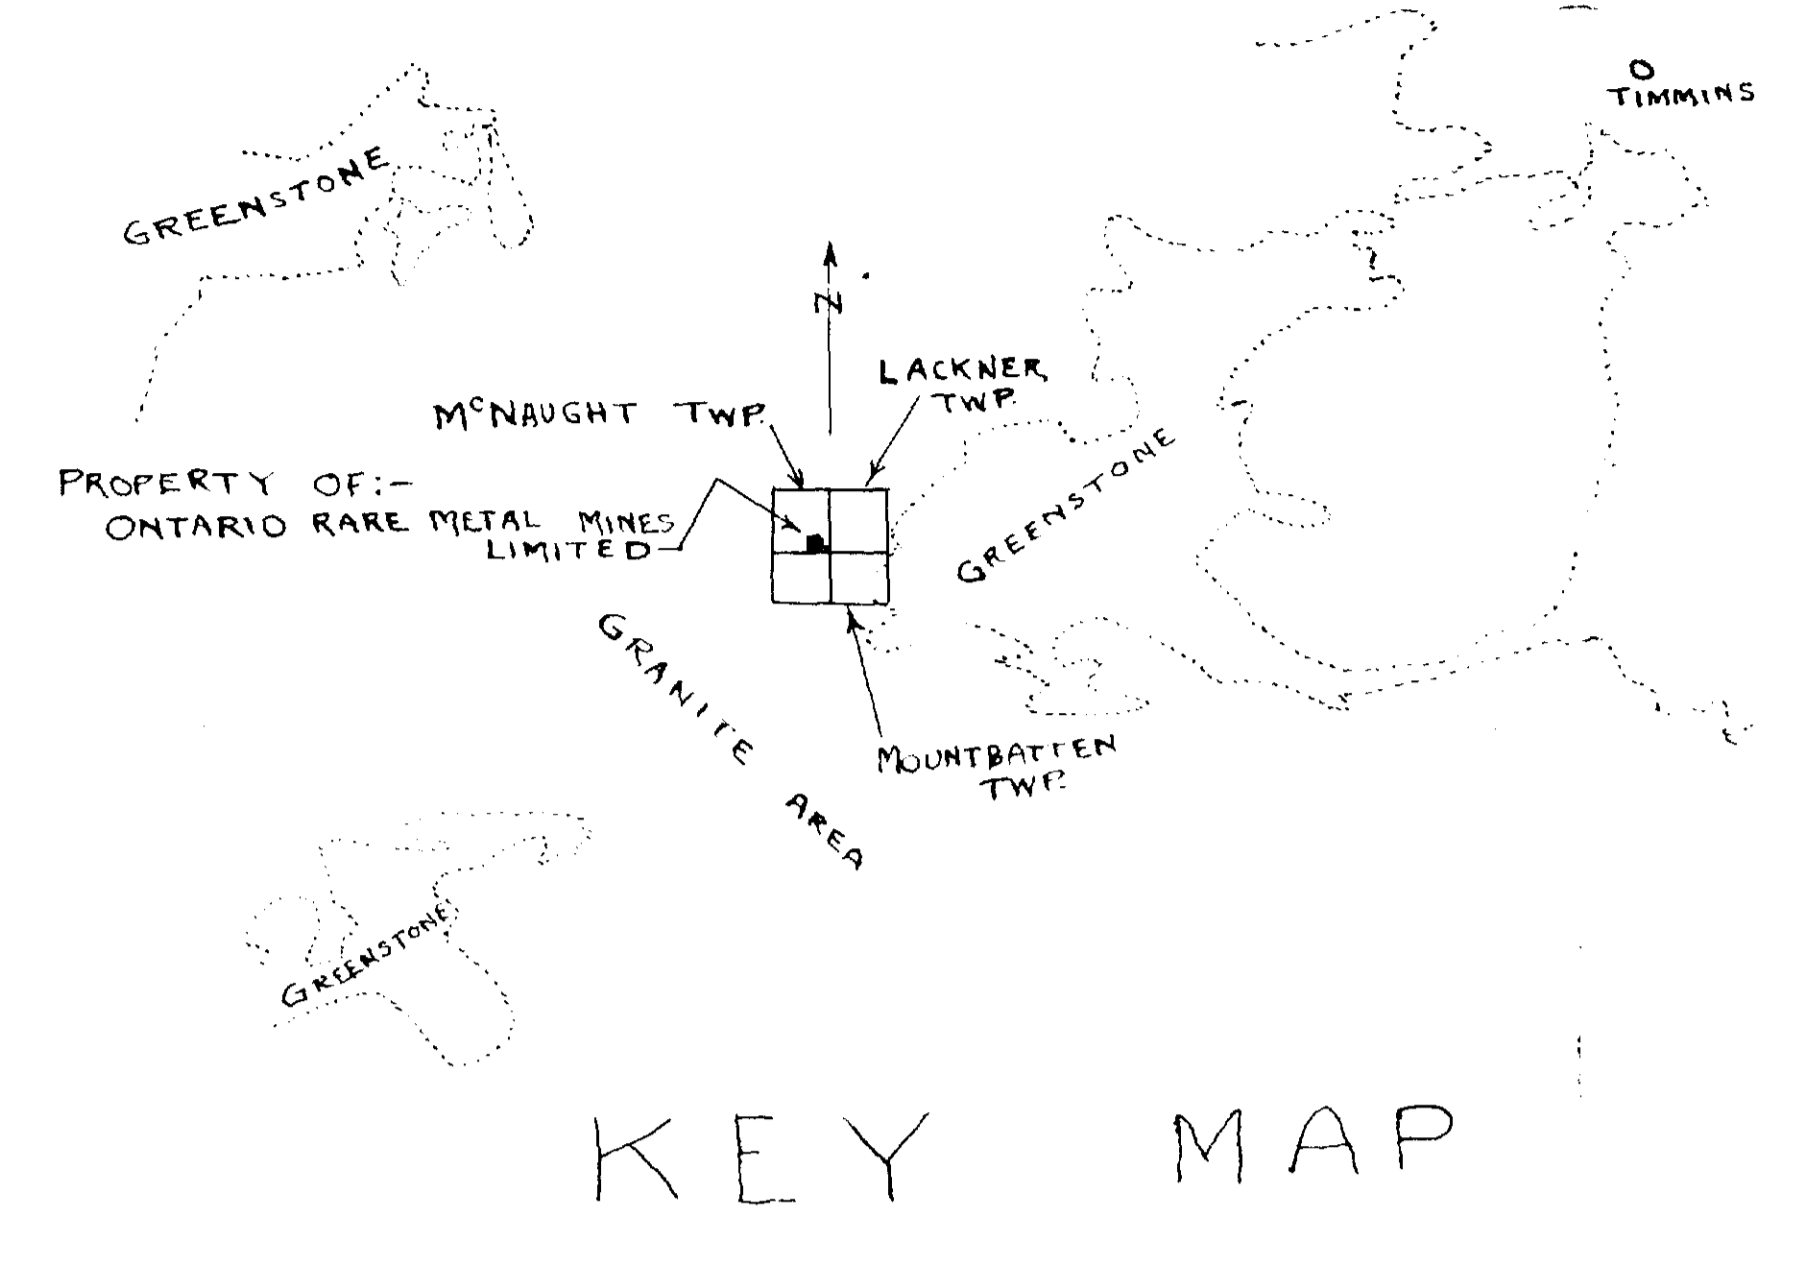 O
TIMMINS
GREENSTONE
N
LACKNER
TWP.
McNAUGHT TWP.
PROPERTY OF:-
ONTARIO RARE METAL MINES
LIMITED
GREENSTONE
GRANITE AREA
MOUNTBATTEN
TWP.
GREENSTONE
KEY MAP